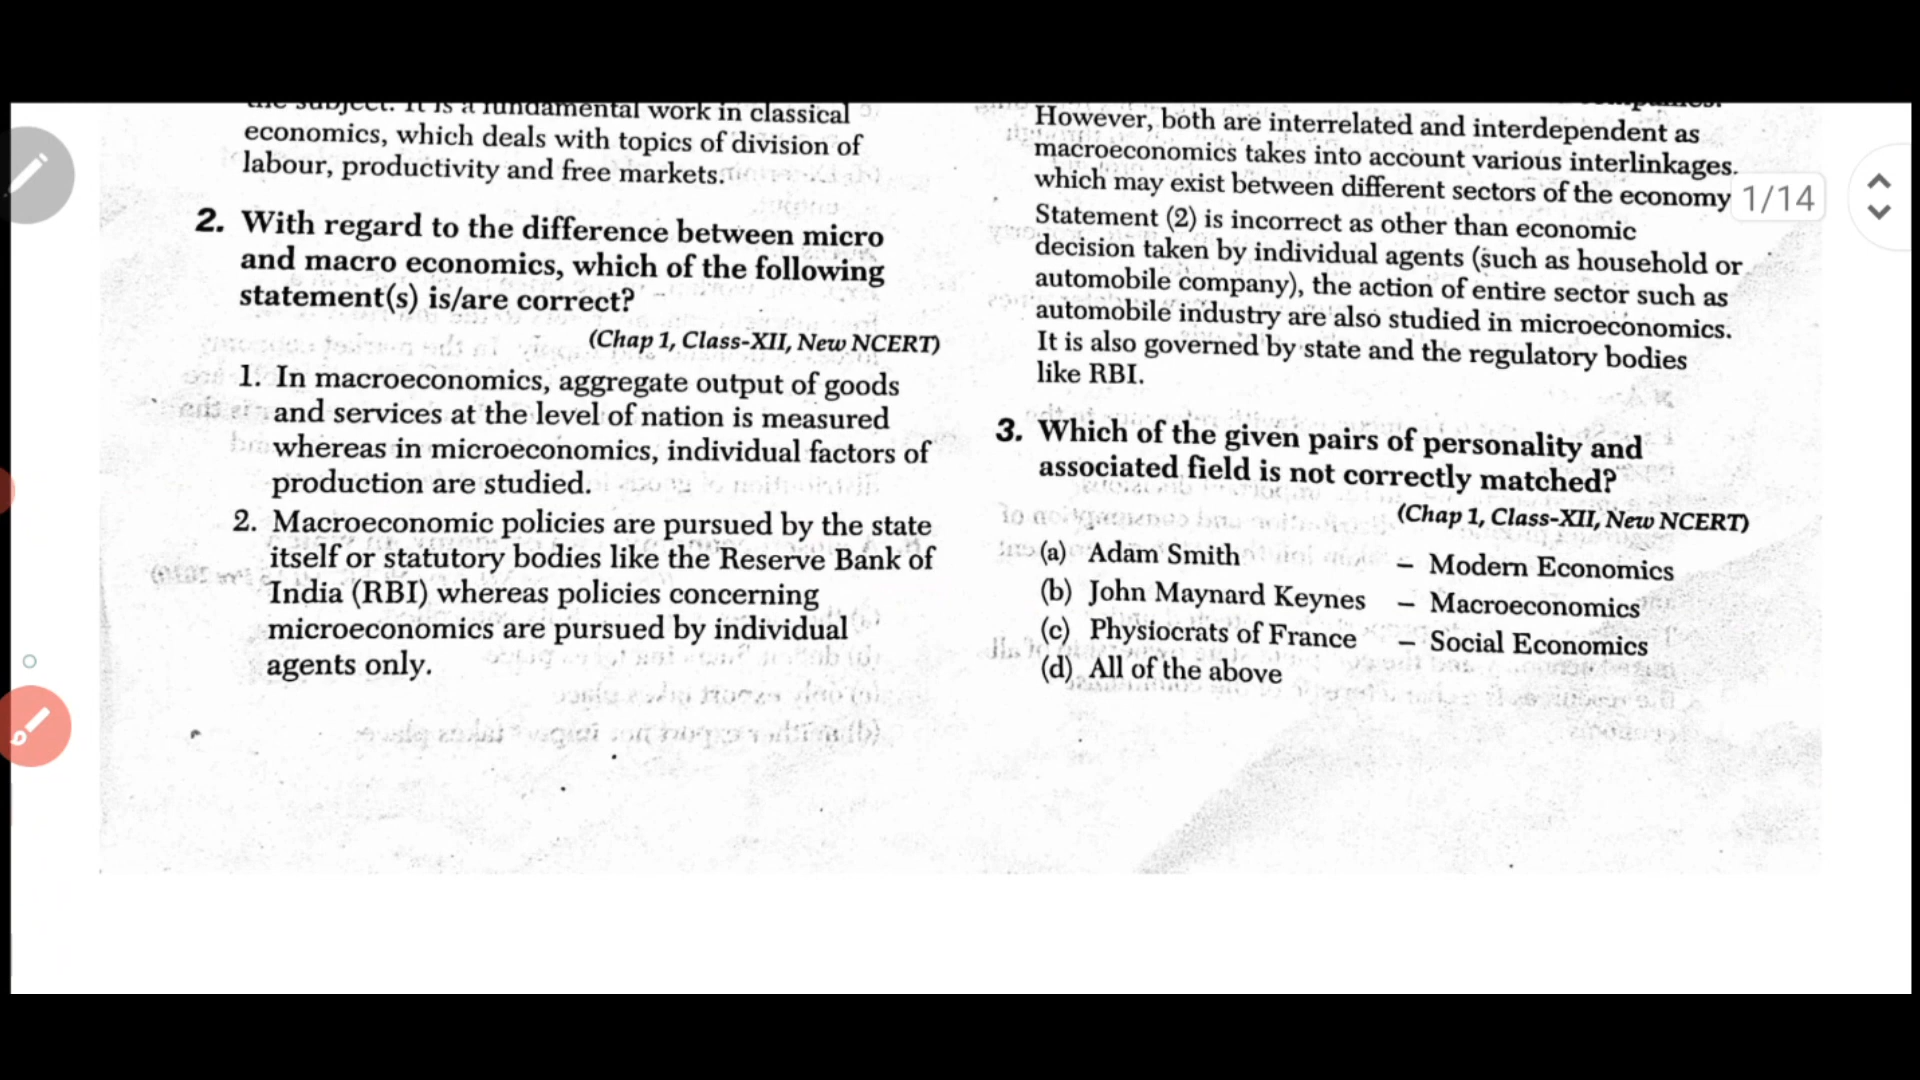 the subject. It is a fundamental work in classical
economics, which deals with topics of division of
labour, productivity and free markets.
2. With regard to the difference between micro
and macro economics, which of the following
statement(s) is/are correct?
(Chap 1, Class-XII, New NCERT)
1. In macroeconomics, aggregate output of goods
and services at the level of nation is measured
whereas in microeconomics, individual factors of
production are studied.
2. Macroeconomic policies are pursued by the state
itself or statutory bodies like the Reserve Bank of
India (RBI) whereas policies concerning
microeconomics are pursued by individual
agents only.
However, both are interrelated and interdependent as
macroeconomics takes into account various interlinkages.
which may exist between different sectors of the economy
Statement (2) is incorrect as other than economic
decision taken by individual agents (such as household or
automobile company), the action of entire sector such as
automobile industry are also studied in microeconomics.
It is also governed by state and the regulatory bodies
like RBI.
3. Which of the given pairs of personality and
associated field is not correctly matched?
(Chap 1, Class-XII, New NCERT)
(a) Adam Smith – Modern Economics
(b) John Maynard Keynes – Macroeconomics
(c) Physiocrats of France – Social Economics
(d) All of the above
1/14